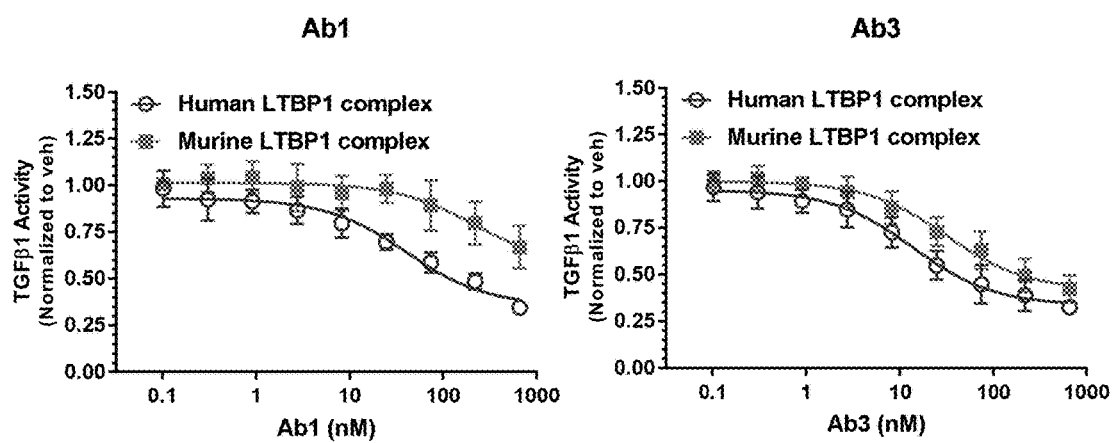 Ab1
1.50
1.25
1.00
0.75
0.50
0.25
0.00
TGFβ1 Activity
(Normalized to veh)
Human LTBP1 complex
Murine LTBP1 complex
0.1 1 10 100 1000
Ab1 (nM)
Ab3
1.50
1.25
1.00
0.75
0.50
0.25
0.00
TGFβ1 Activity
(Normalized to veh)
Human LTBP1 complex
Murine LTBP1 complex
0.1 1 10 100 1000
Ab3 (nM)